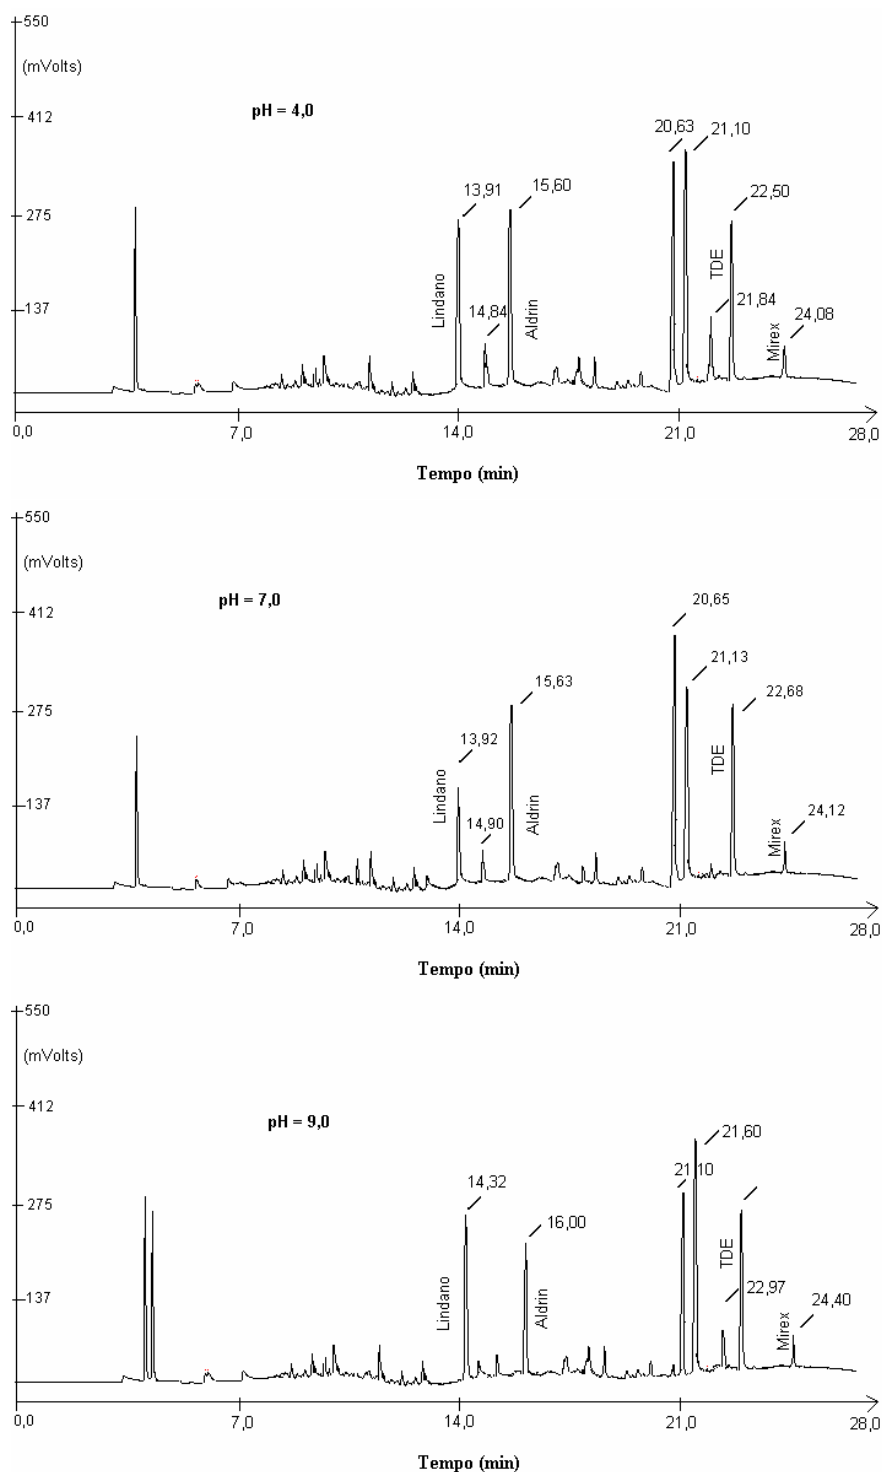 550
(mVolts)
pH = 4,0
412
20,63
21,10
13,91
15,60
22,50
275
Lindano
Aldrin
TDE
14,84
21,84
24,08
137
Mirex
0,0 7,0 14,0 21,0 28,0
Tempo (min)
550
(mVolts)
pH = 7,0
412
20,65
21,13
15,63
22,68
275
13,92
Lindano
Aldrin
TDE
14,90
24,12
137
Mirex
0,0 7,0 14,0 21,0 28,0
Tempo (min)
550
(mVolts)
412
pH = 9,0
21,60
21,10
14,32
275
16,00
Lindano
Aldrin
TDE
22,97
24,40
137
Mirex
0,0 7,0 14,0 21,0 28,0
Tempo (min)